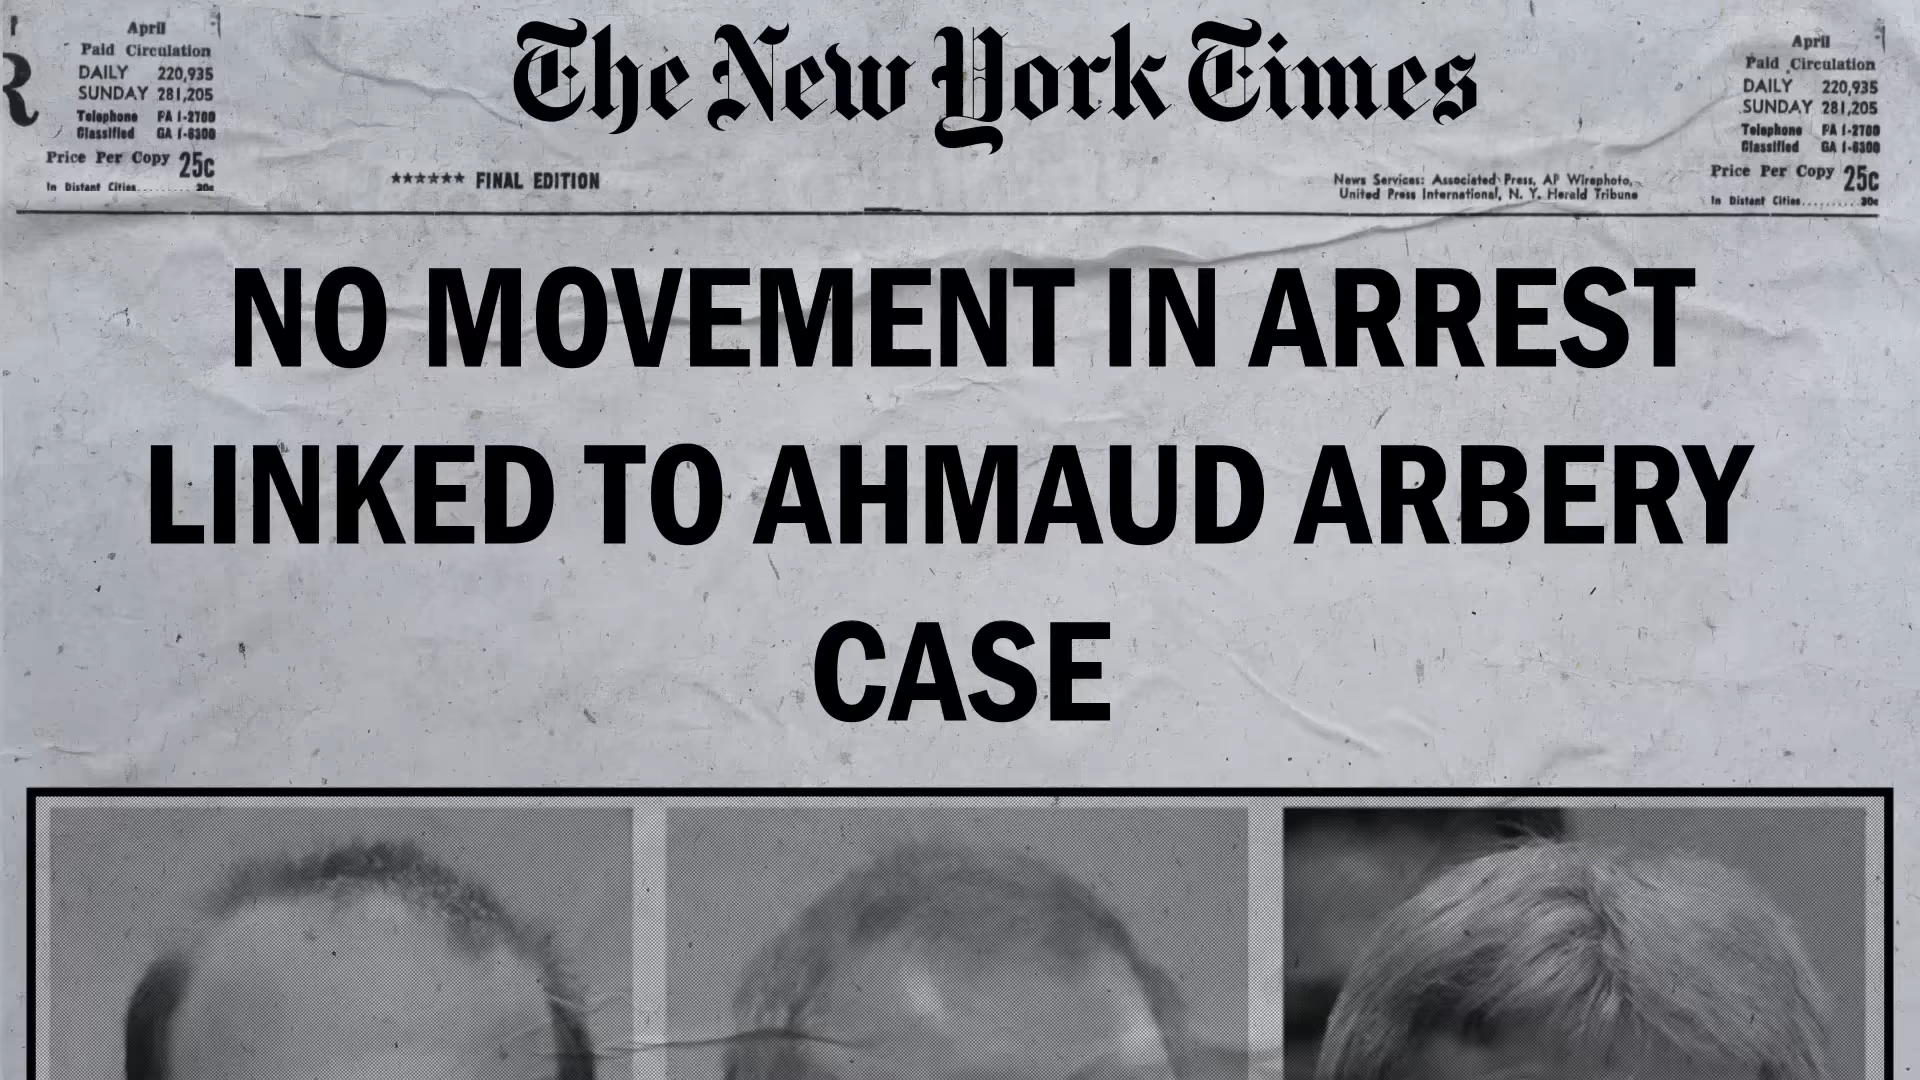 R
April
Paid Circulation
DAILY 220,935
SUNDAY 281,205
Telephone FA 1-2700
Classified GA 1-6300
Price Per Copy 25c
In Distant Cities......... 30c
The New York Times
★★★★★★ FINAL EDITION
News Services: Associated Press, AP Wirephoto,
United Press International, N. Y. Herald Tribune
April
Paid Circulation
DAILY 220,935
SUNDAY 281,205
Telephone FA 1-2700
Classified GA 1-6300
Price Per Copy 25c
In Distant Cities......... 30c
NO MOVEMENT IN ARREST
LINKED TO AHMAUD ARBERY
CASE